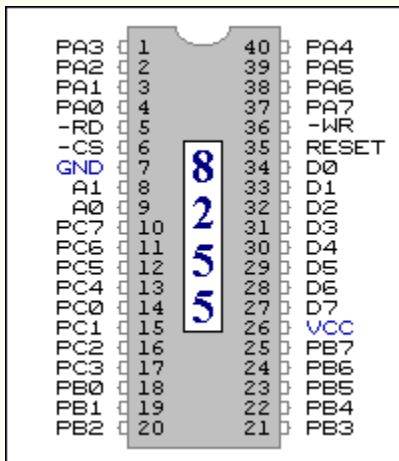 PA3 1 40 PA4
PA2 2 39 PA5
PA1 3 38 PA6
PA0 4 37 PA7
-RD 5 36 -WR
-CS 6 35 RESET
GND 7 34 D0
A1 8 33 D1
A0 9 32 D2
PC7 10 31 D3
PC6 11 30 D4
PC5 12 29 D5
PC4 13 28 D6
PC0 14 27 D7
PC1 15 26 VCC
PC2 16 25 PB7
PC3 17 24 PB6
PB0 18 23 PB5
PB1 19 22 PB4
PB2 20 21 PB3
8
2
5
5